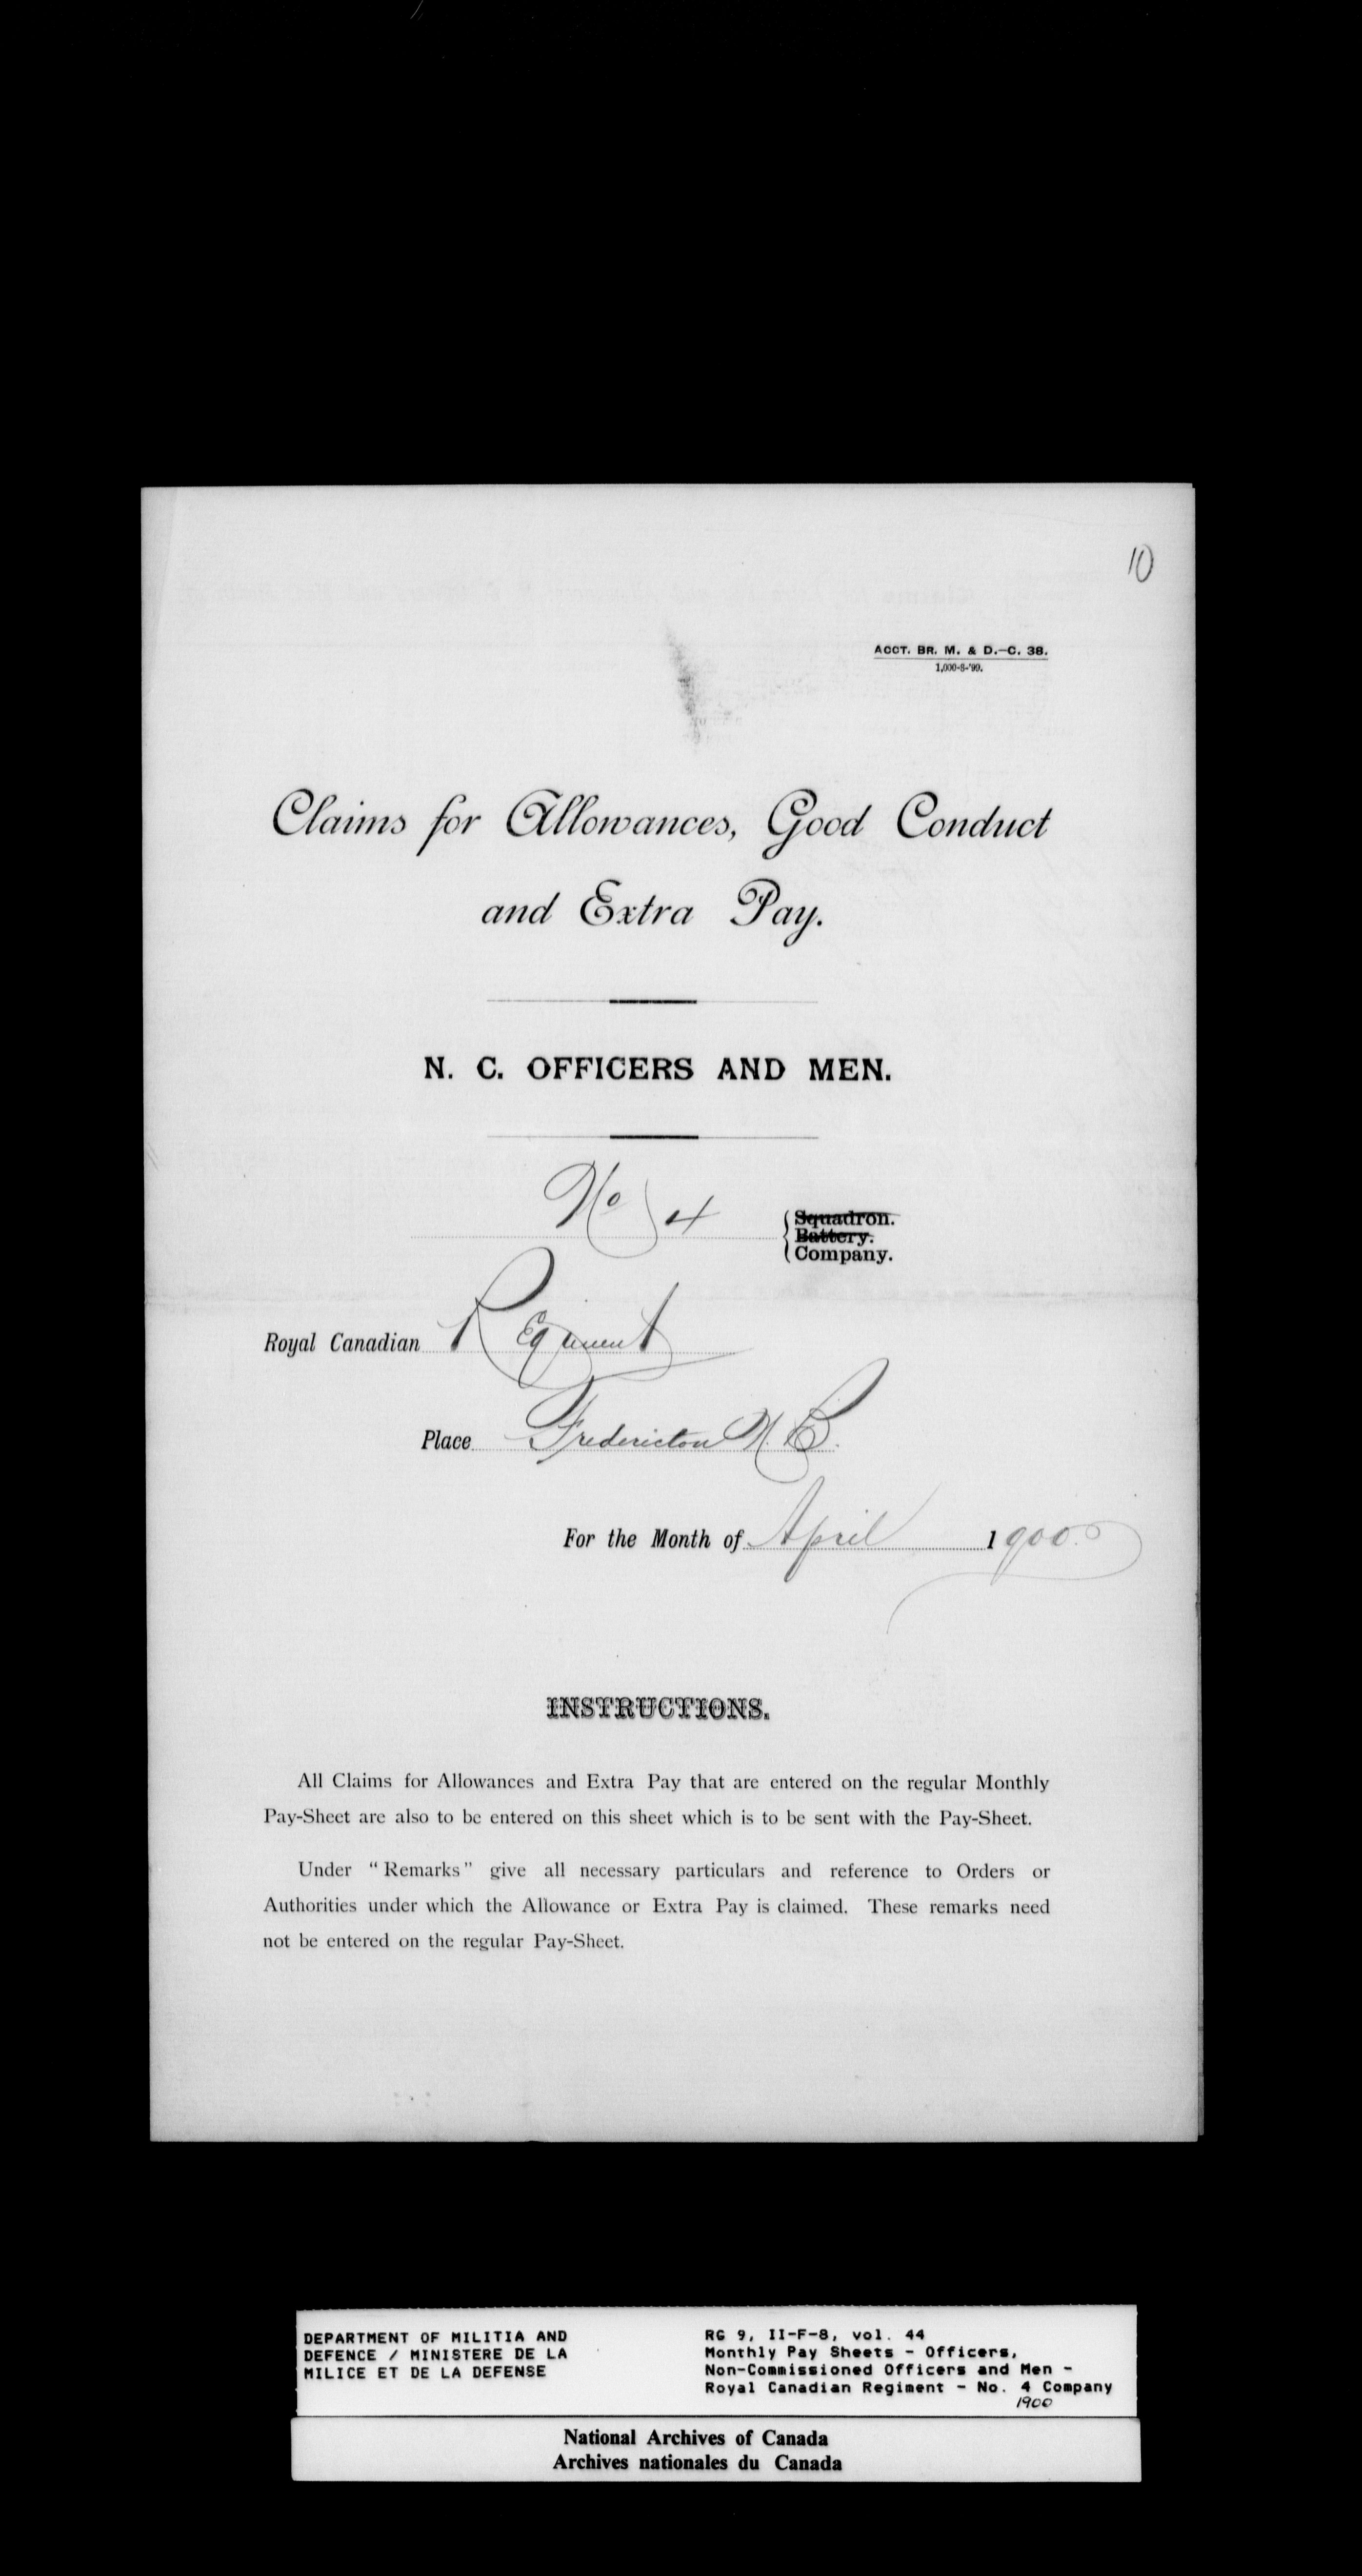 10
ACCT. BR. M. & D.—C. 38.
1,000-8-'99.
Claims for Allowances, Good Conduct
and Extra Pay.
N. C. OFFICERS AND MEN.
No 4
Squadron.
Battery.
Company.
Royal Canadian Regiment
Place Fredericton N.B.
For the Month of April 1900.
INSTRUCTIONS.
All Claims for Allowances and Extra Pay that are entered on the regular Monthly
Pay-Sheet are also to be entered on this sheet which is to be sent with the Pay-Sheet.
Under "Remarks" give all necessary particulars and reference to Orders or
Authorities under which the Allowance or Extra Pay is claimed. These remarks need
not be entered on the regular Pay-Sheet.
DEPARTMENT OF MILITIA AND
DEFENCE / MINISTERE DE LA
MILICE ET DE LA DEFENSE
RG 9, II-F-8, vol. 44
Monthly Pay Sheets - Officers,
Non-Commissioned Officers and Men -
Royal Canadian Regiment - No. 4 Company
1900
National Archives of Canada
Archives nationales du Canada